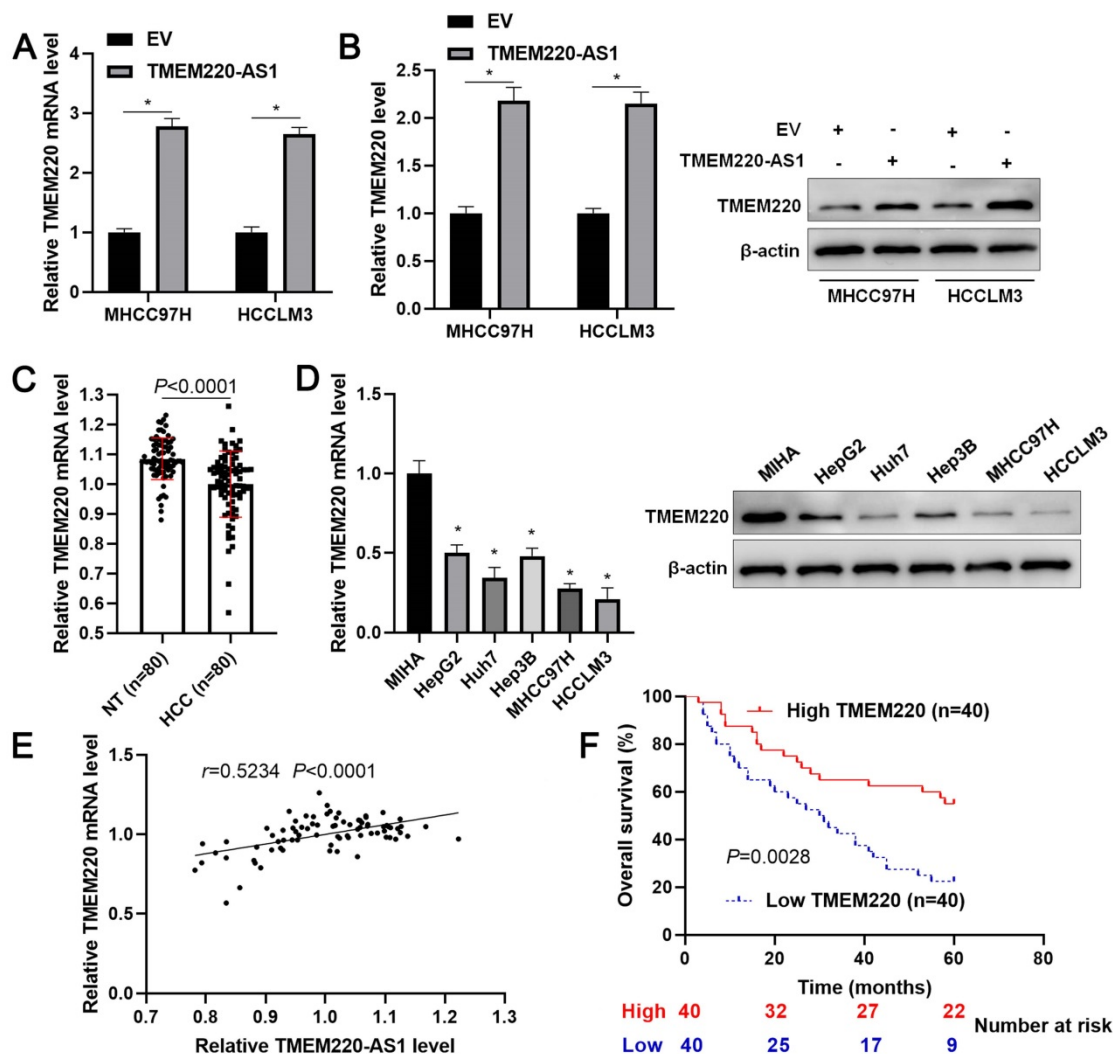 A
EV
TMEM220-AS1
Relative TMEM220 mRNA level
4
3
2
1
0
*
*
MHCC97H
HCCLM3
B
EV
TMEM220-AS1
Relative TMEM220 level
2.5
2.0
1.5
1.0
0.5
0.0
*
*
MHCC97H
HCCLM3
EV + - + -
TMEM220-AS1 - + - +
TMEM220
β-actin
MHCC97H HCCLM3
C
P<0.0001
Relative TMEM220 mRNA level
1.3
1.2
1.1
1.0
0.9
0.8
0.7
0.6
0.5
NT (n=80)
HCC (n=80)
D
Relative TMEM220 mRNA level
1.5
1.0
0.5
0.0
* * * * *
MIHA
HepG2
Huh7
Hep3B
MHCC97H
HCCLM3
MIHA
HepG2
Huh7
Hep3B
MHCC97H
HCCLM3
TMEM220
β-actin
E
Relative TMEM220 mRNA level
1.5
1.0
0.5
0.0
r=0.5234 P<0.0001
0.7 0.8 0.9 1.0 1.1 1.2 1.3
Relative TMEM220-AS1 level
F
Overall survival (%)
100
80
60
40
20
0
High TMEM220 (n=40)
P=0.0028
Low TMEM220 (n=40)
0 20 40 60 80
Time (months)
High 40 32 27 22
Number at risk
Low 40 25 17 9